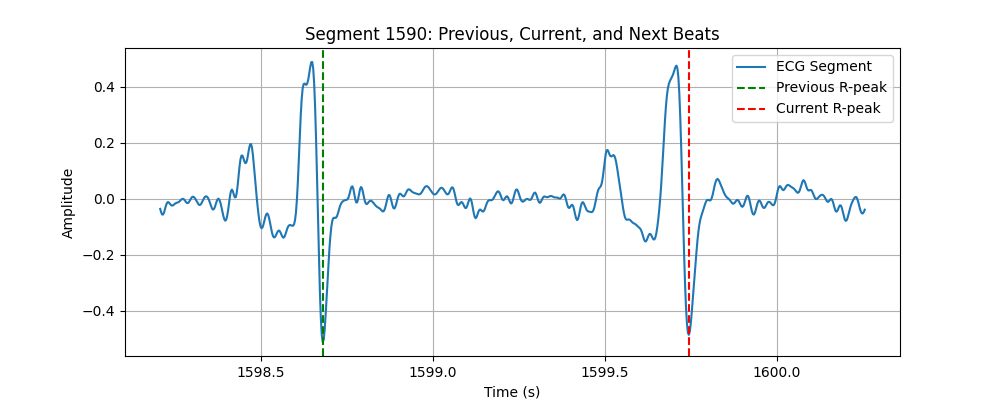 Segment 1590: Previous, Current, and Next Beats
ECG Segment
Previous R-peak
Current R-peak
Amplitude
0.4
0.2
0.0
−0.2
−0.4
1598.5 1599.0 1599.5 1600.0
Time (s)